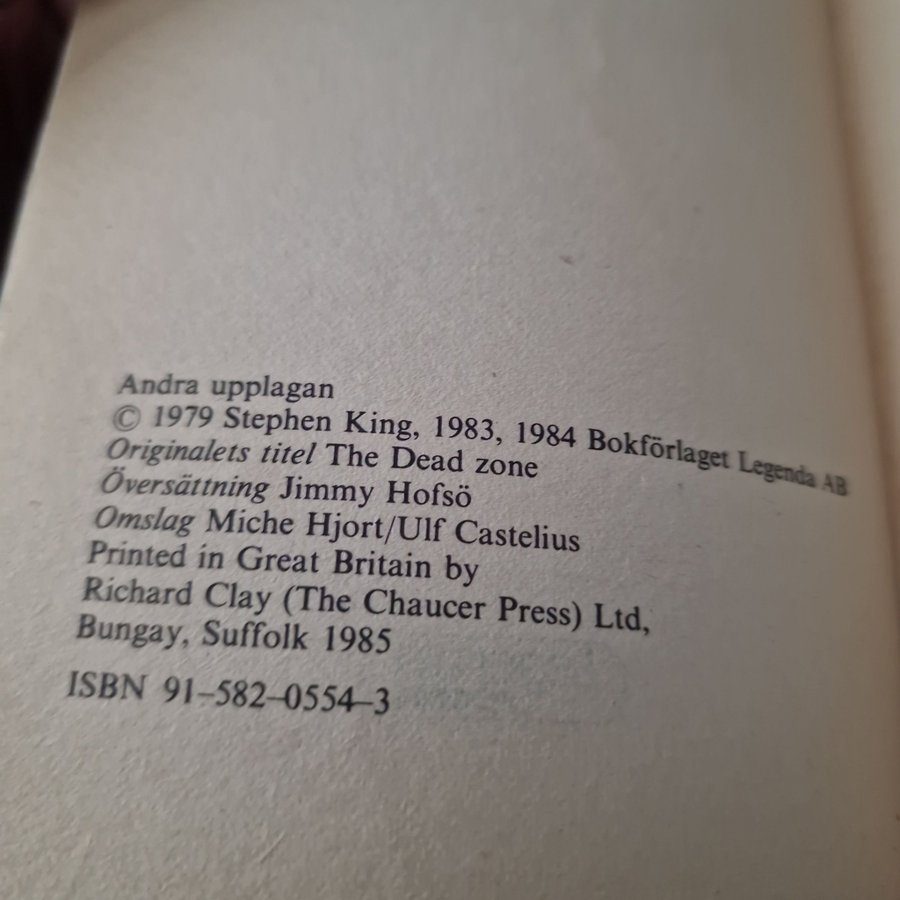 Andra upplagan
© 1979 Stephen King, 1983, 1984 Bokförlaget Legenda AB
Originalets titel The Dead zone
Översättning Jimmy Hofsö
Omslag Miche Hjort/Ulf Castelius
Printed in Great Britain by
Richard Clay (The Chaucer Press) Ltd,
Bungay, Suffolk 1985
ISBN 91–582–0554–3